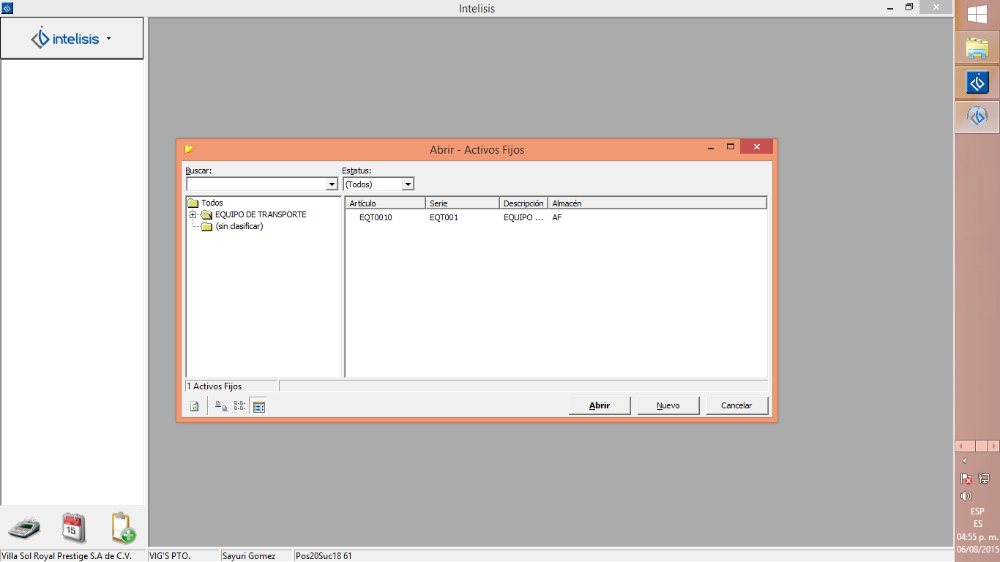 Intelisis
intelisis
Abrir - Activos Fijos
Buscar: Estatus:
(Todos)
Todos
EQUIPO DE TRANSPORTE
(sin clasificar)
Artículo Serie Descripción Almacén
EQT0010 EQT001 EQUIPO ... AF
1 Activos Fijos
Abrir Nuevo Cancelar
15
Villa Sol Royal Prestige S.A de C.V. VIG'S PTO. Sayuri Gomez Pos20Suc18 61
ESP
ES
04:55 p. m.
06/08/2015